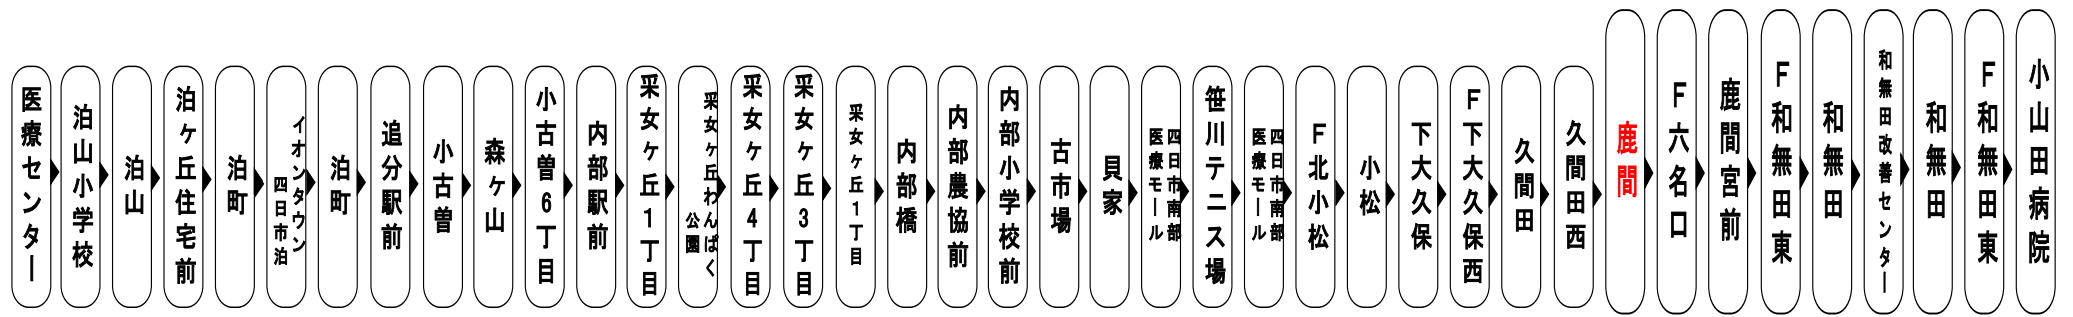 医療センター
泊山小学校
泊山
泊ヶ丘住宅前
泊町
イオンタウン
四日市泊
泊町
追分駅前
小古曽
森ヶ山
小古曽6丁目
内部駅前
采女ヶ丘1丁目
采女ヶ丘わんぱく
公園
采女ヶ丘4丁目
采女ヶ丘3丁目
采女ヶ丘1丁目
内部橋
内部農協前
内部小学校前
古市場
貝家
四日市南部
医療モール
笹川テニス場
四日市南部
医療モール
F北小松
小松
下大久保
F下大久保西
久間田
久間田西
鹿間
F六名口
鹿間宮前
F和無田東
和無田
和無田改善センター
和無田
F和無田東
小山田病院